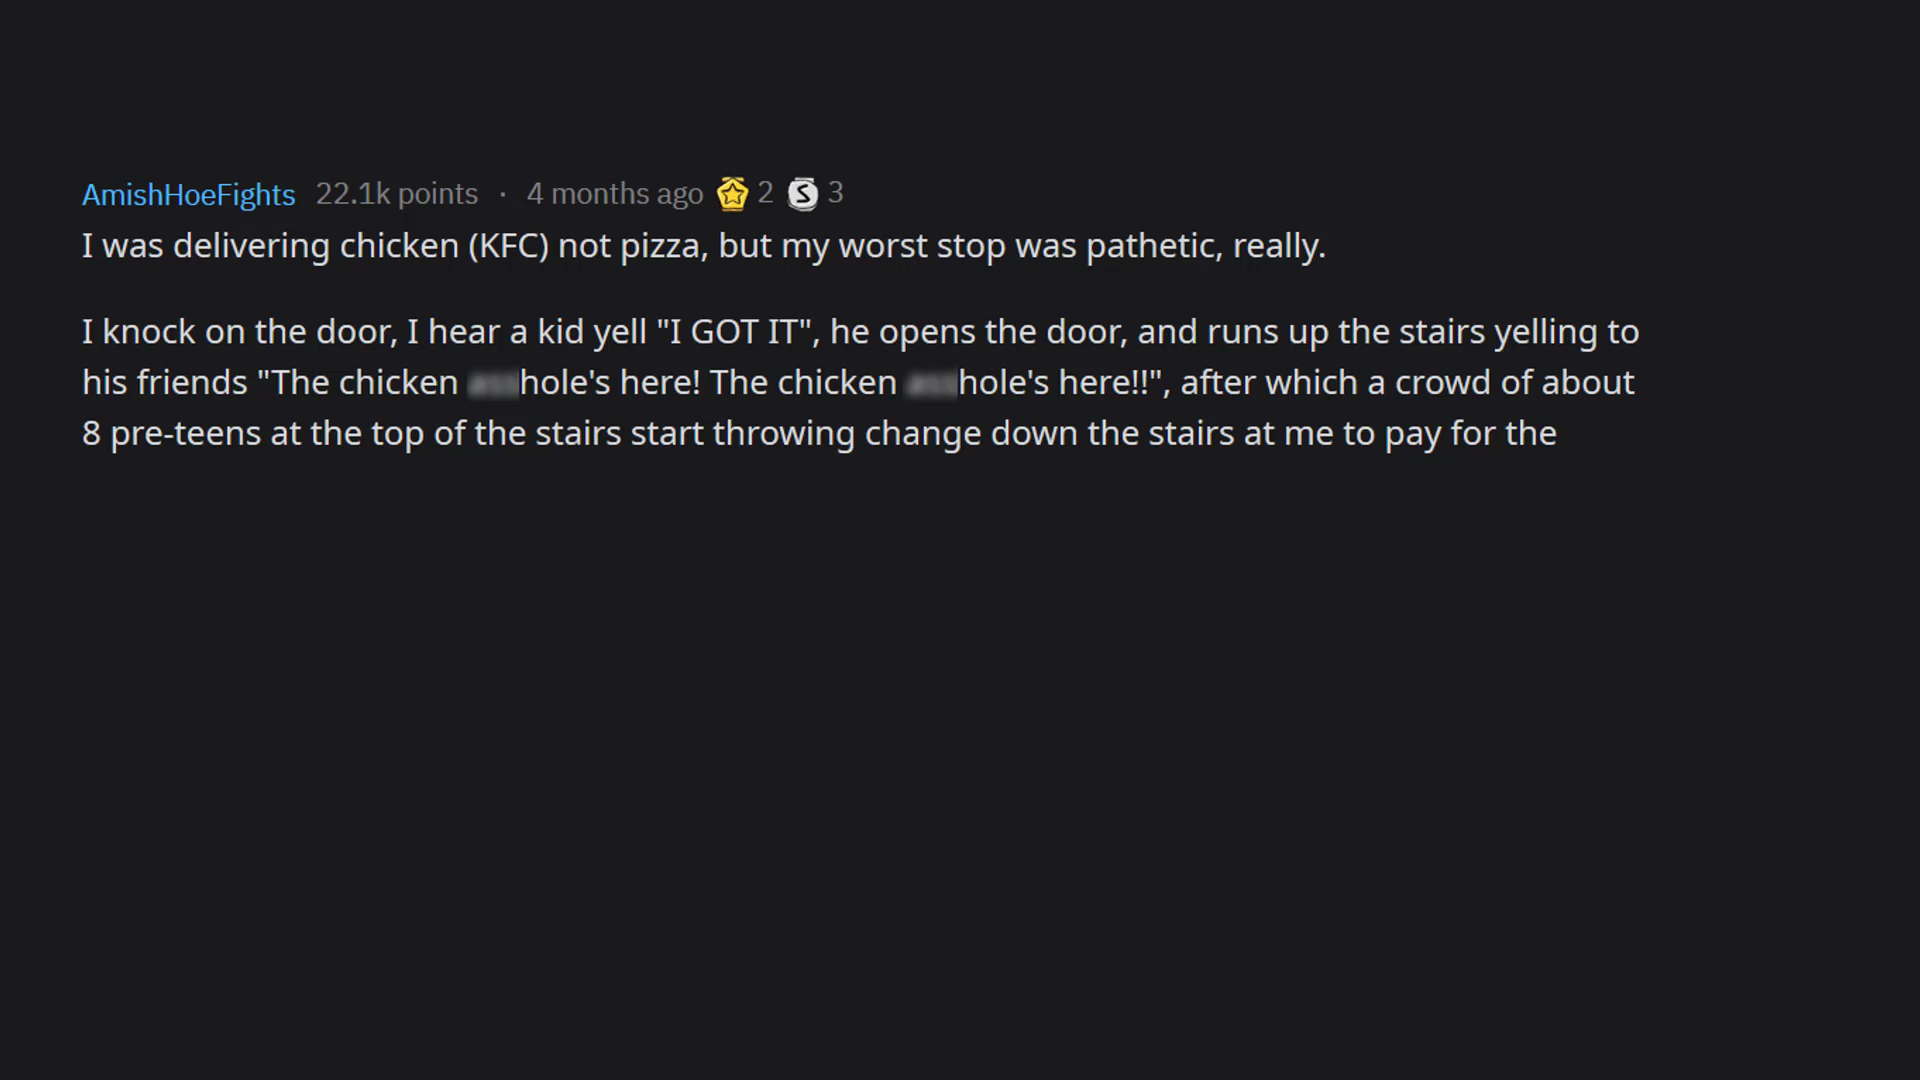 AmishHoeFights 22.1k points · 4 months ago 2 S 3
I was delivering chicken (KFC) not pizza, but my worst stop was pathetic, really.
I knock on the door, I hear a kid yell "I GOT IT", he opens the door, and runs up the stairs yelling to
his friends "The chicken hole's here! The chicken hole's here!!", after which a crowd of about
8 pre-teens at the top of the stairs start throwing change down the stairs at me to pay for the